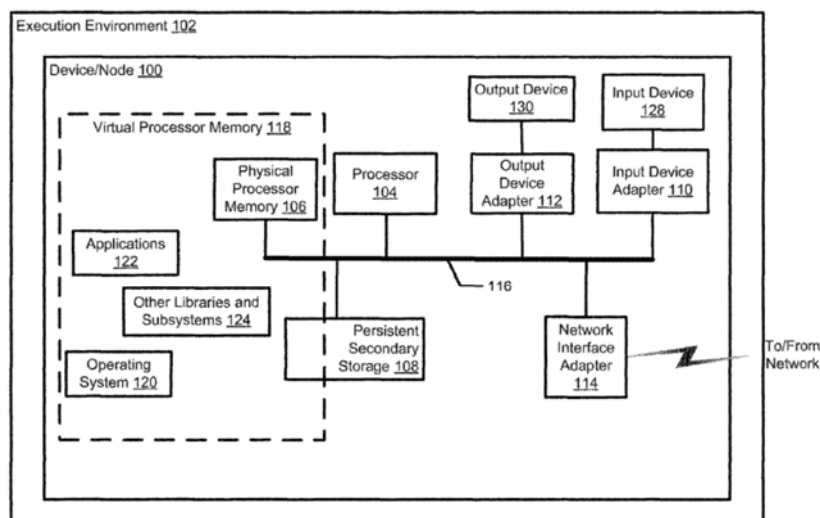 Execution Environment 102
Device/Node 100
Output Device
130
Input Device
128
Virtual Processor Memory 118
Physical
Processor
Memory 106
Processor
104
Output
Device
Adapter 112
Input Device
Adapter 110
Applications
122
116
Other Libraries and
Subsystems 124
Persistent
Secondary
Storage 108
Network
Interface
Adapter
114
To/From
Network
Operating
System 120